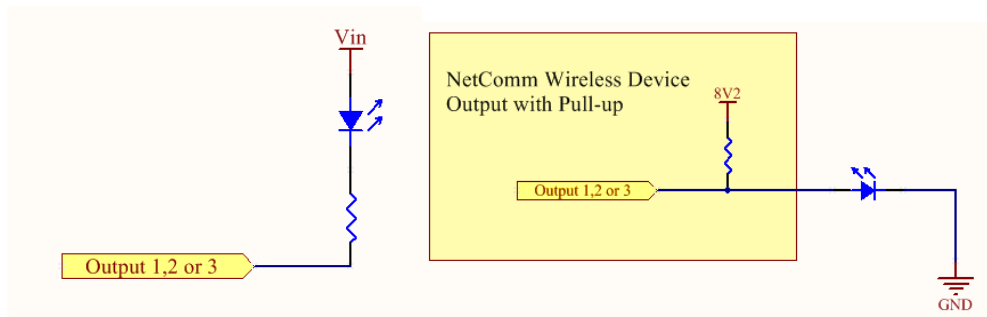 Vin
Output 1,2 or 3
NetComm Wireless Device
Output with Pull-up
8V2
Output 1,2 or 3
GND